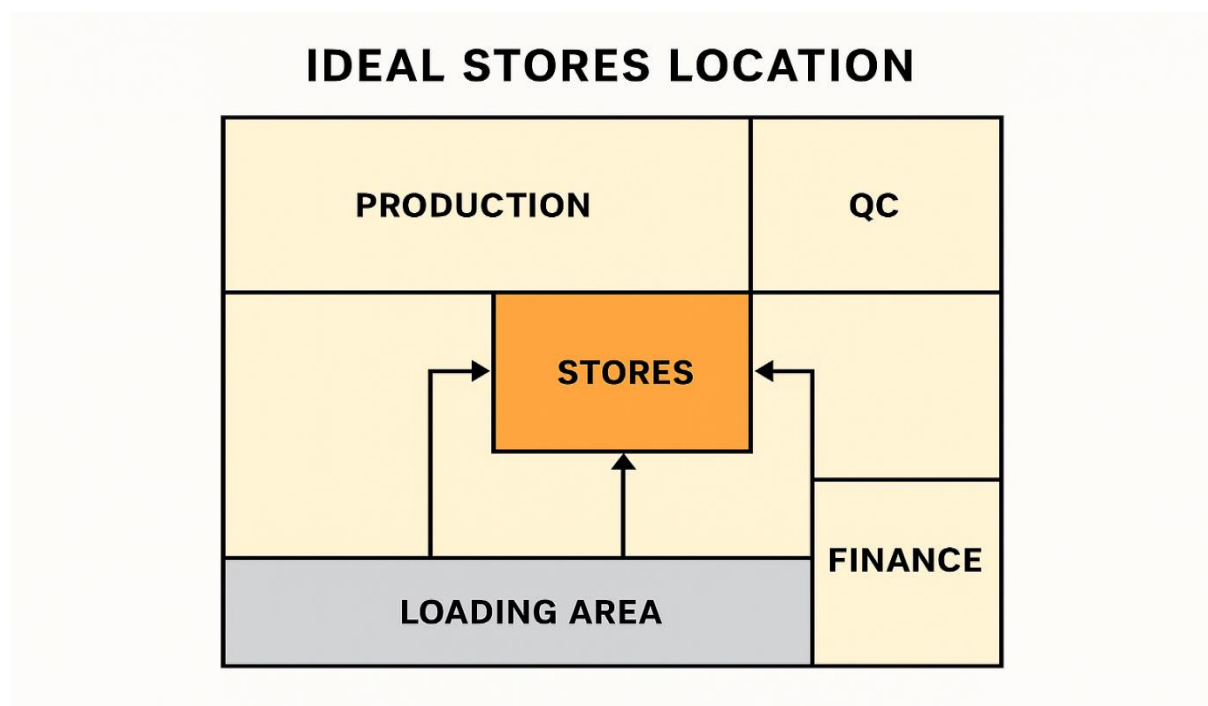 IDEAL STORES LOCATION
PRODUCTION
QC
STORES
FINANCE
LOADING AREA